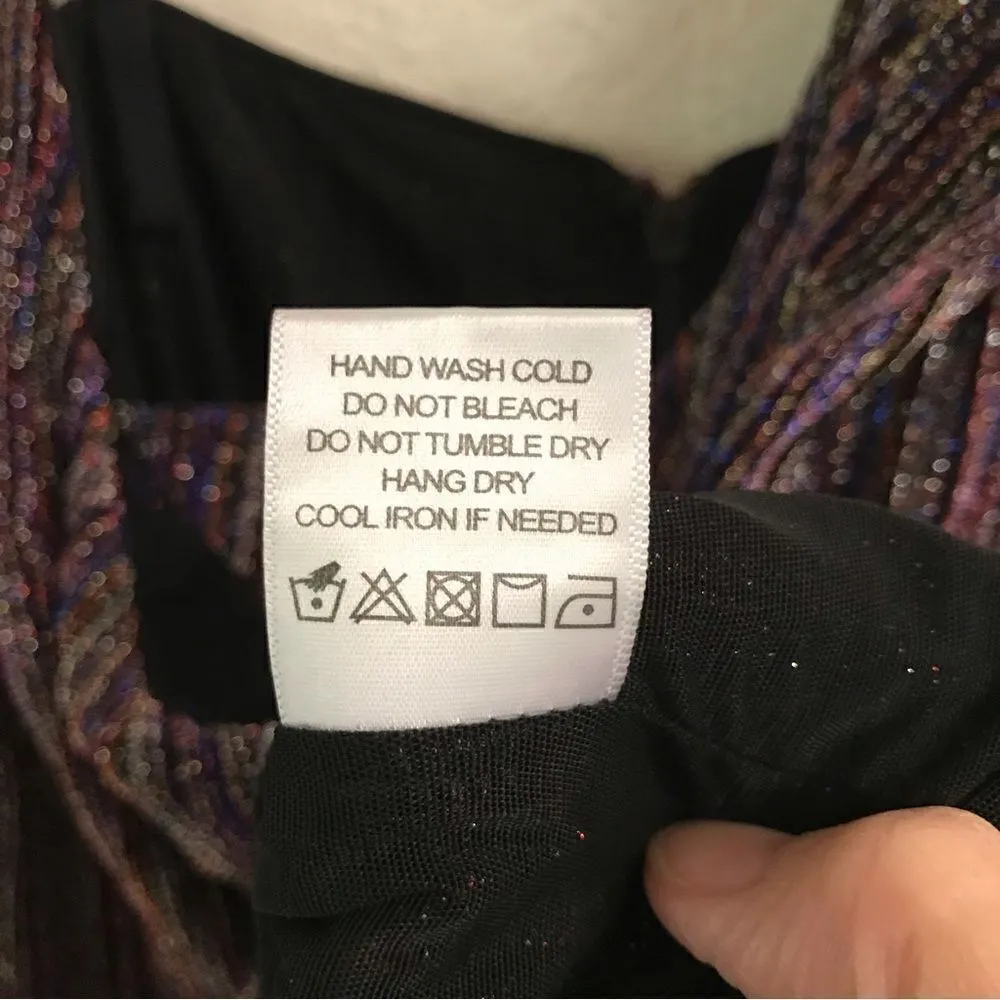 HAND WASH COLD
DO NOT BLEACH
DO NOT TUMBLE DRY
HANG DRY
COOL IRON IF NEEDED